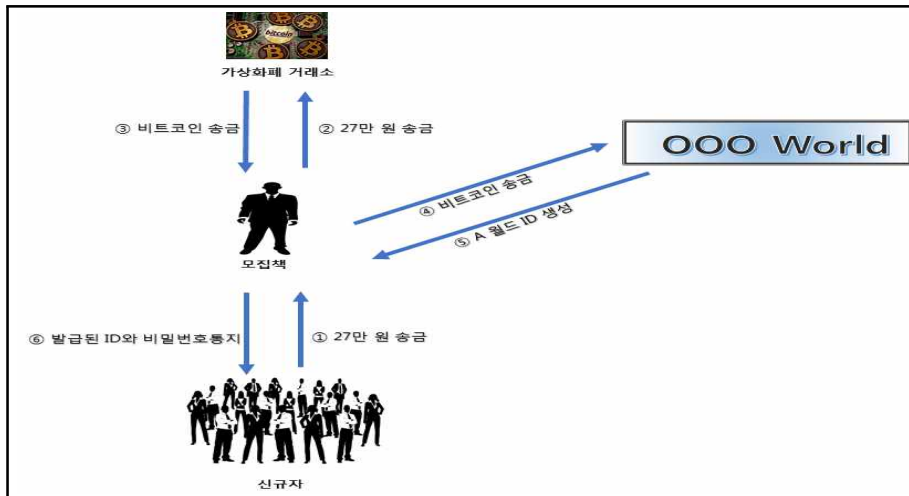 bitcoin
가상화폐 거래소
③ 비트코인 송금
② 27만 원 송금
OOO World
④ 비트코인 송금
⑤ A 월드 ID 생성
모집책
⑥ 발급된 ID와 비밀번호통지
① 27만 원 송금
신규자